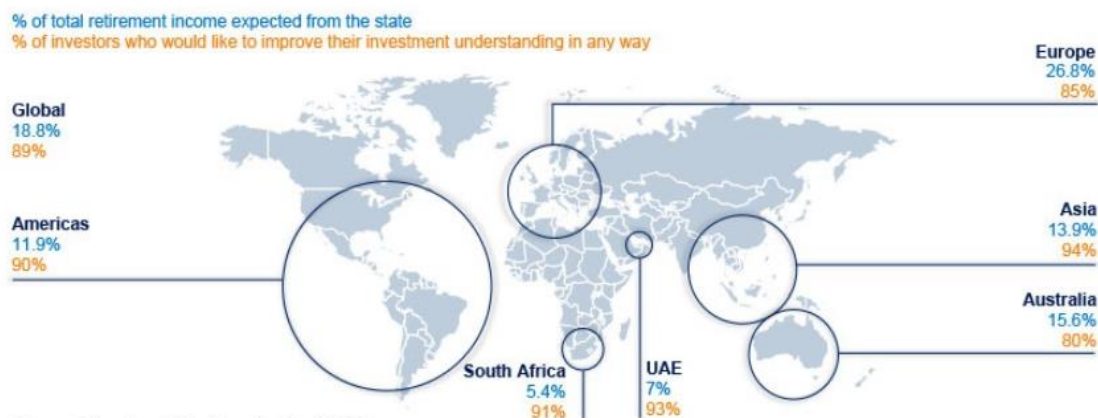 % of total retirement income expected from the state
% of investors who would like to improve their investment understanding in any way
Europe
26.8%
85%
Global
18.8%
89%
Americas
11.9%
90%
Asia
13.9%
94%
Australia
15.6%
80%
South Africa
5.4%
91%
UAE
7%
93%